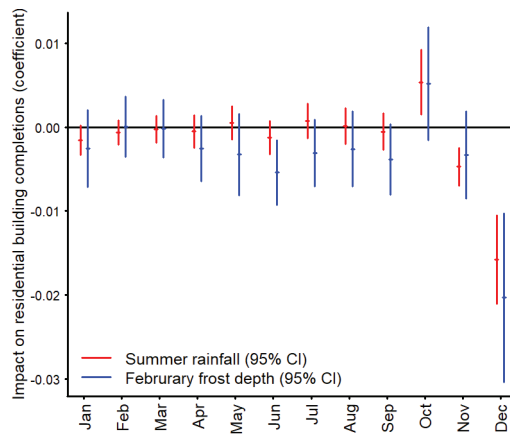 Impact on residential building completions (coefficient)
0.01
0.00
-0.01
-0.02
-0.03
Summer rainfall (95% CI)
Februrary frost depth (95% CI)
Jan
Feb
Mar
Apr
May
Jun
Jul
Aug
Sep
Oct
Nov
Dec